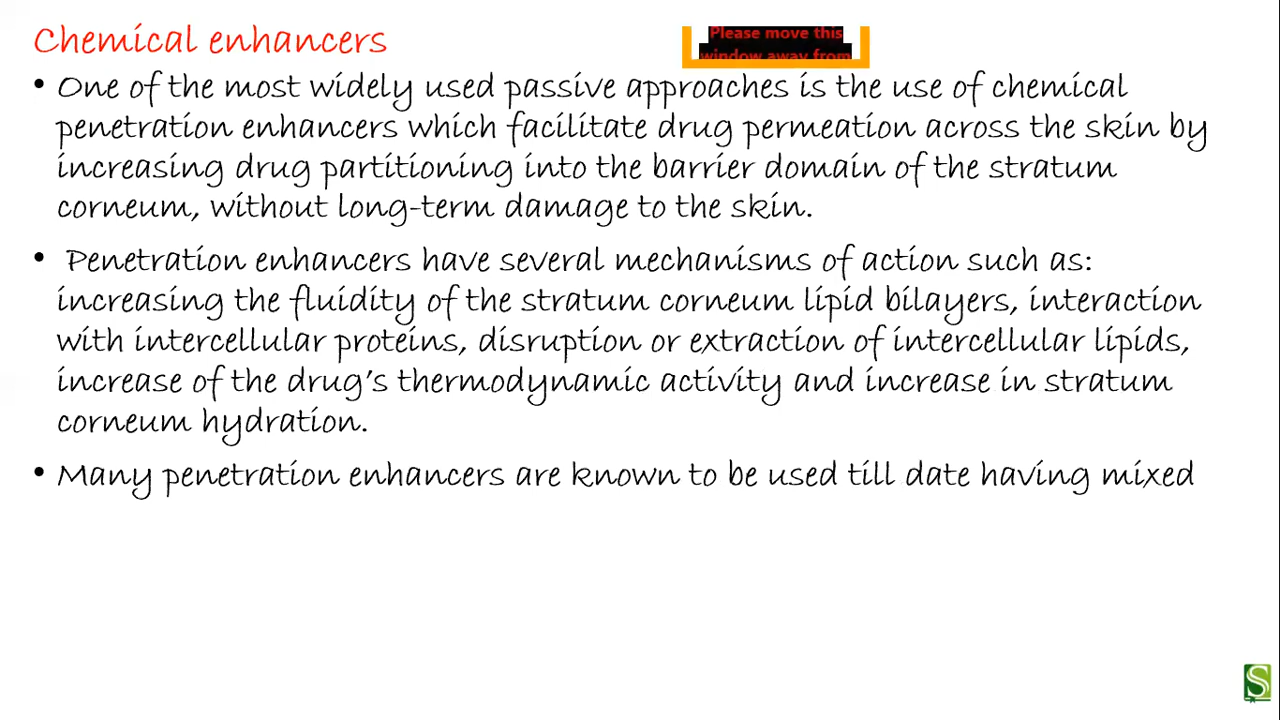 Chemical enhancers
Please move this
window away from
• One of the most widely used passive approaches is the use of chemical
penetration enhancers which facilitate drug permeation across the skin by
increasing drug partitioning into the barrier domain of the stratum
corneum, without long-term damage to the skin.
• Penetration enhancers have several mechanisms of action such as:
increasing the fluidity of the stratum corneum lipid bilayers, interaction
with intercellular proteins, disruption or extraction of intercellular lipids,
increase of the drug's thermodynamic activity and increase in stratum
corneum hydration.
• Many penetration enhancers are known to be used till date having mixed
S